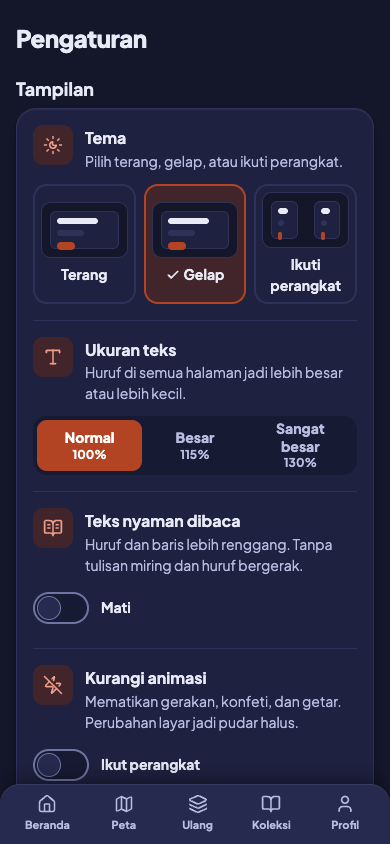 Pengaturan
Tampilan
Tema
Pilih terang, gelap, atau ikuti perangkat.
Terang
Gelap
Ikuti
perangkat
Ukuran teks
Huruf di semua halaman jadi lebih besar
atau lebih kecil.
Normal
100%
Besar
115%
Sangat
besar
130%
Teks nyaman dibaca
Huruf dan baris lebih renggang. Tanpa
tulisan miring dan huruf bergerak.
Mati
Kurangi animasi
Mematikan gerakan, konfeti, dan getar.
Perubahan layar jadi pudar halus.
Ikut perangkat
Beranda
Peta
Ulang
Koleksi
Profil